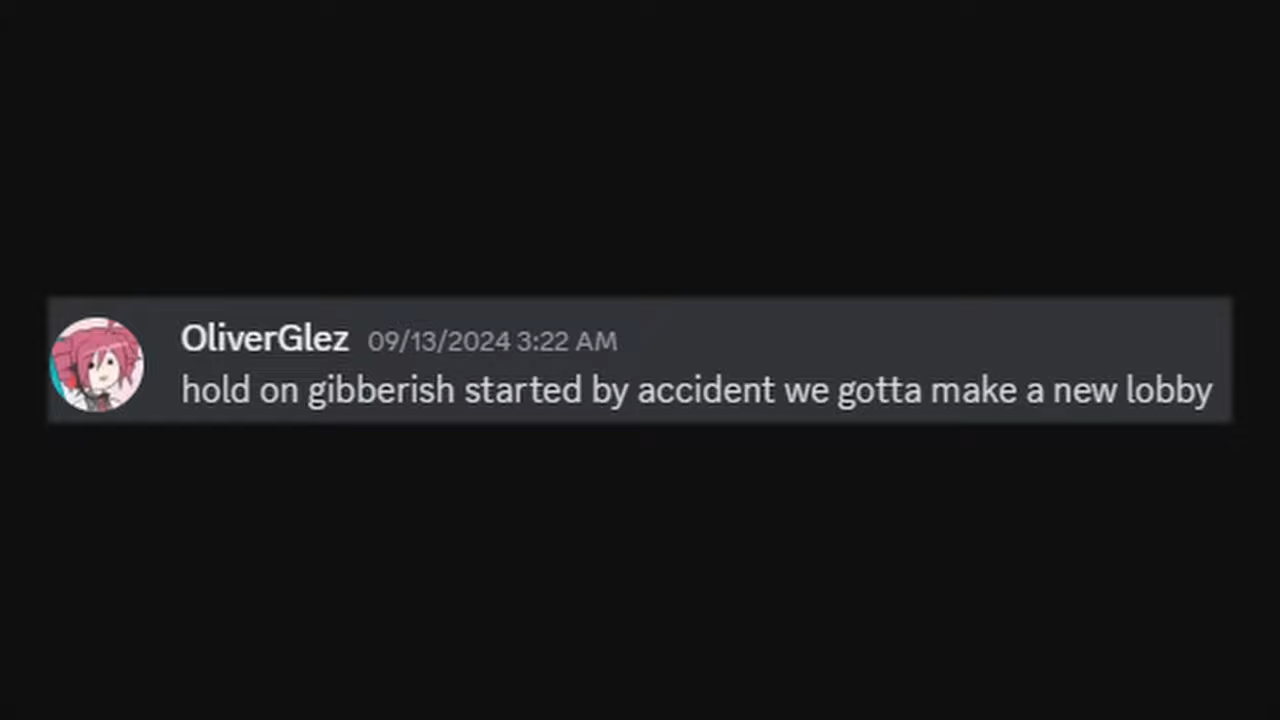 OliverGlez 09/13/2024 3:22 AM
hold on gibberish started by accident we gotta make a new lobby